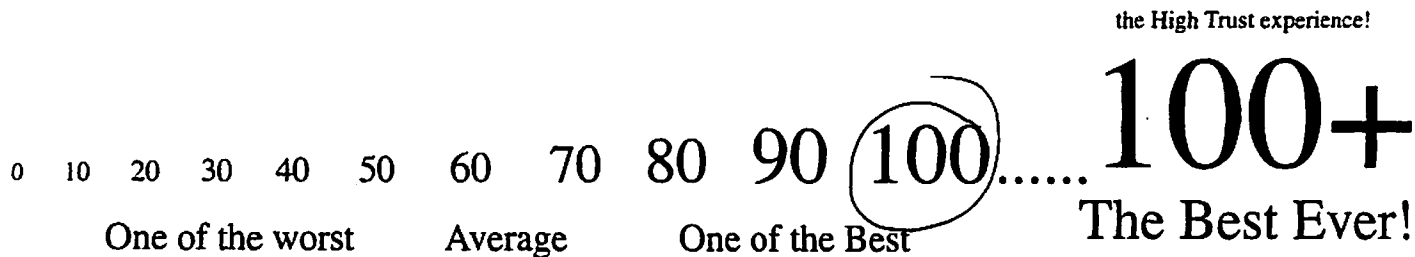 the High Trust experience!
0 10 20 30 40 50 60 70 80 90 100......100+
One of the worst Average One of the Best The Best Ever!